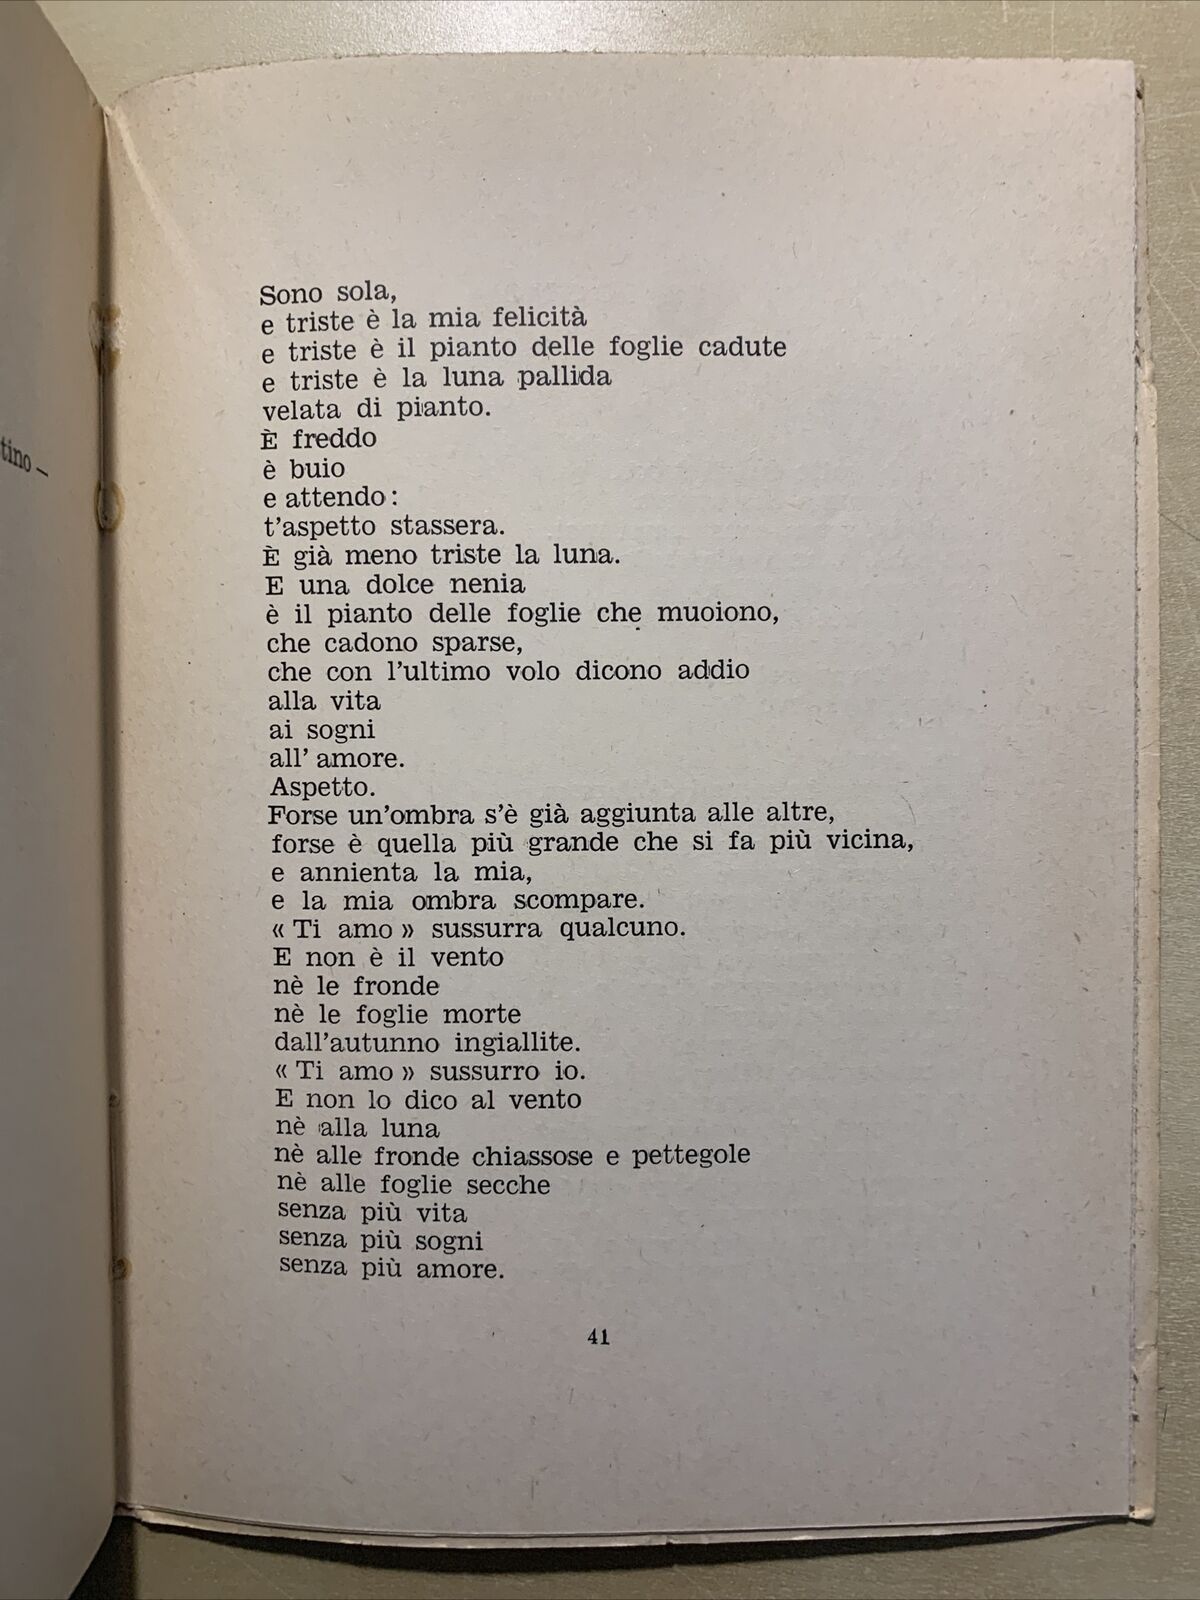 tino –
Sono sola,
e triste è la mia felicità
e triste è il pianto delle foglie cadute
e triste è la luna pallida
velata di pianto.
È freddo
è buio
e attendo:
t'aspetto stassera.
È già meno triste la luna.
E una dolce nenia
è il pianto delle foglie che muoiono,
che cadono sparse,
che con l'ultimo volo dicono addio
alla vita
ai sogni
all' amore.
Aspetto.
Forse un'ombra s'è già aggiunta alle altre,
forse è quella più grande che si fa più vicina,
e annienta la mia,
e la mia ombra scompare.
« Ti amo » sussurra qualcuno.
E non è il vento
nè le fronde
nè le foglie morte
dall'autunno ingiallite.
« Ti amo » sussurro io.
E non lo dico al vento
nè alla luna
nè alle fronde chiassose e pettegole
nè alle foglie secche
senza più vita
senza più sogni
senza più amore.
41